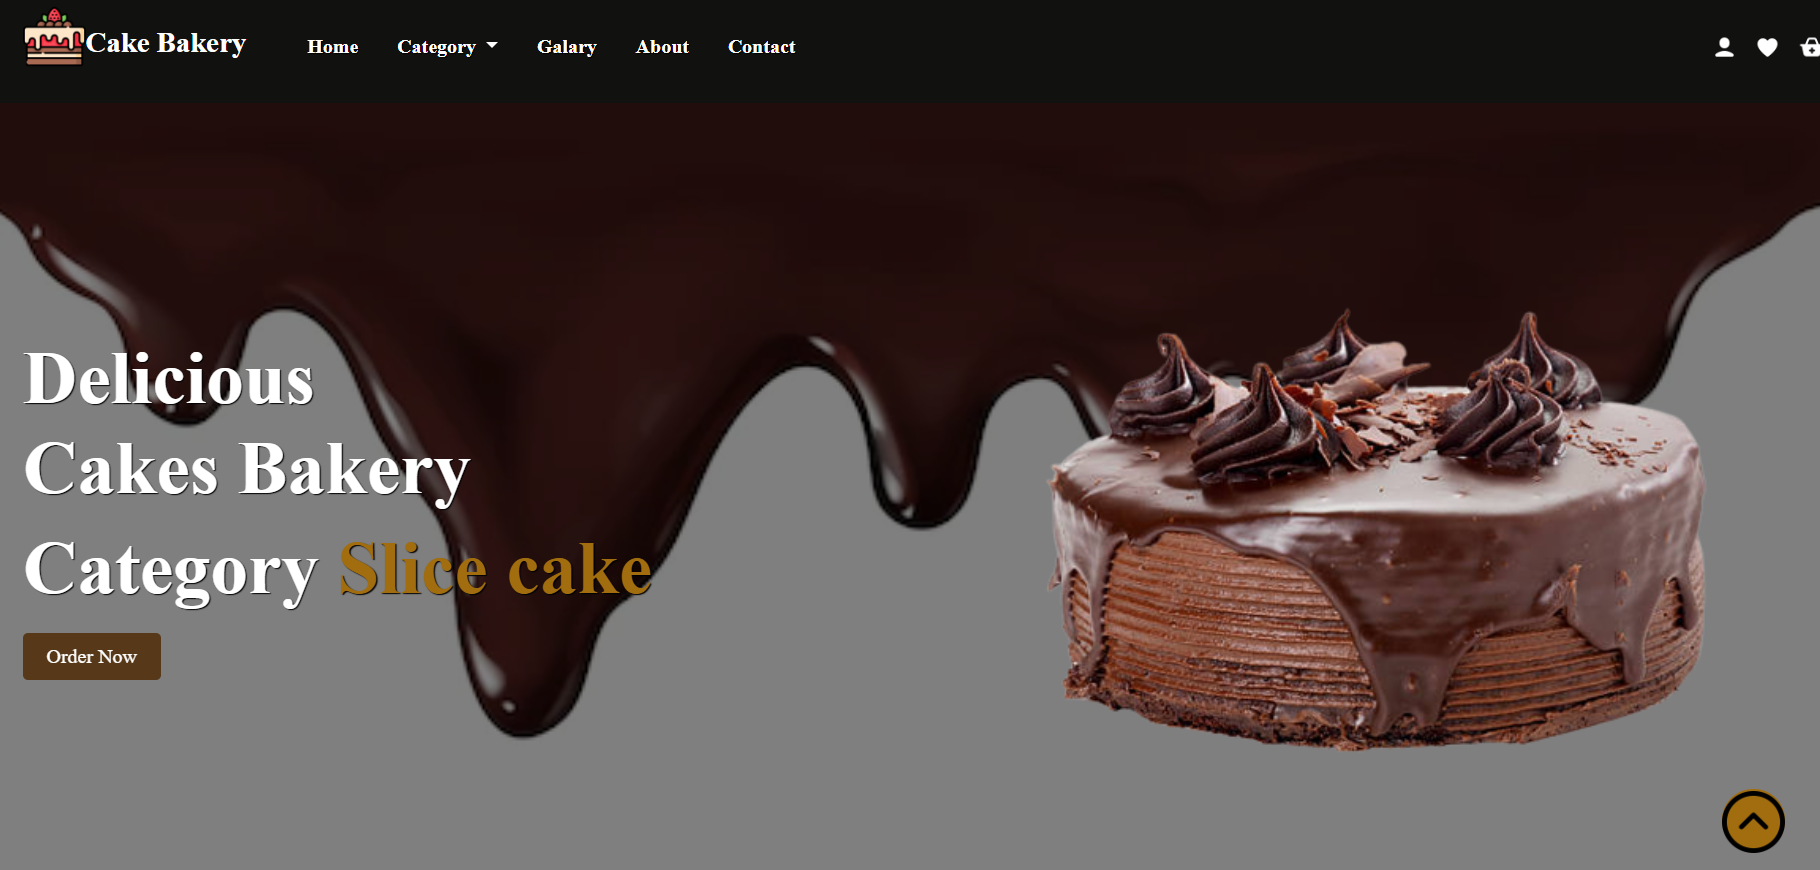 Cake Bakery
Home Category Galary About Contact
Delicious
Cakes Bakery
Category Slice cake
Order Now